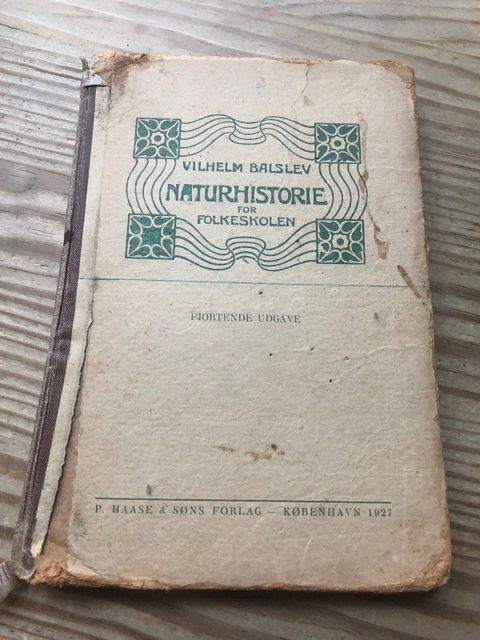 VILHELM BALSLEV
NATURHISTORIE
FOR
FOLKESKOLEN
FJORTENDE UDGAVE
P. HAASE & SØNS FORLAG — KØBENHAVN 1927